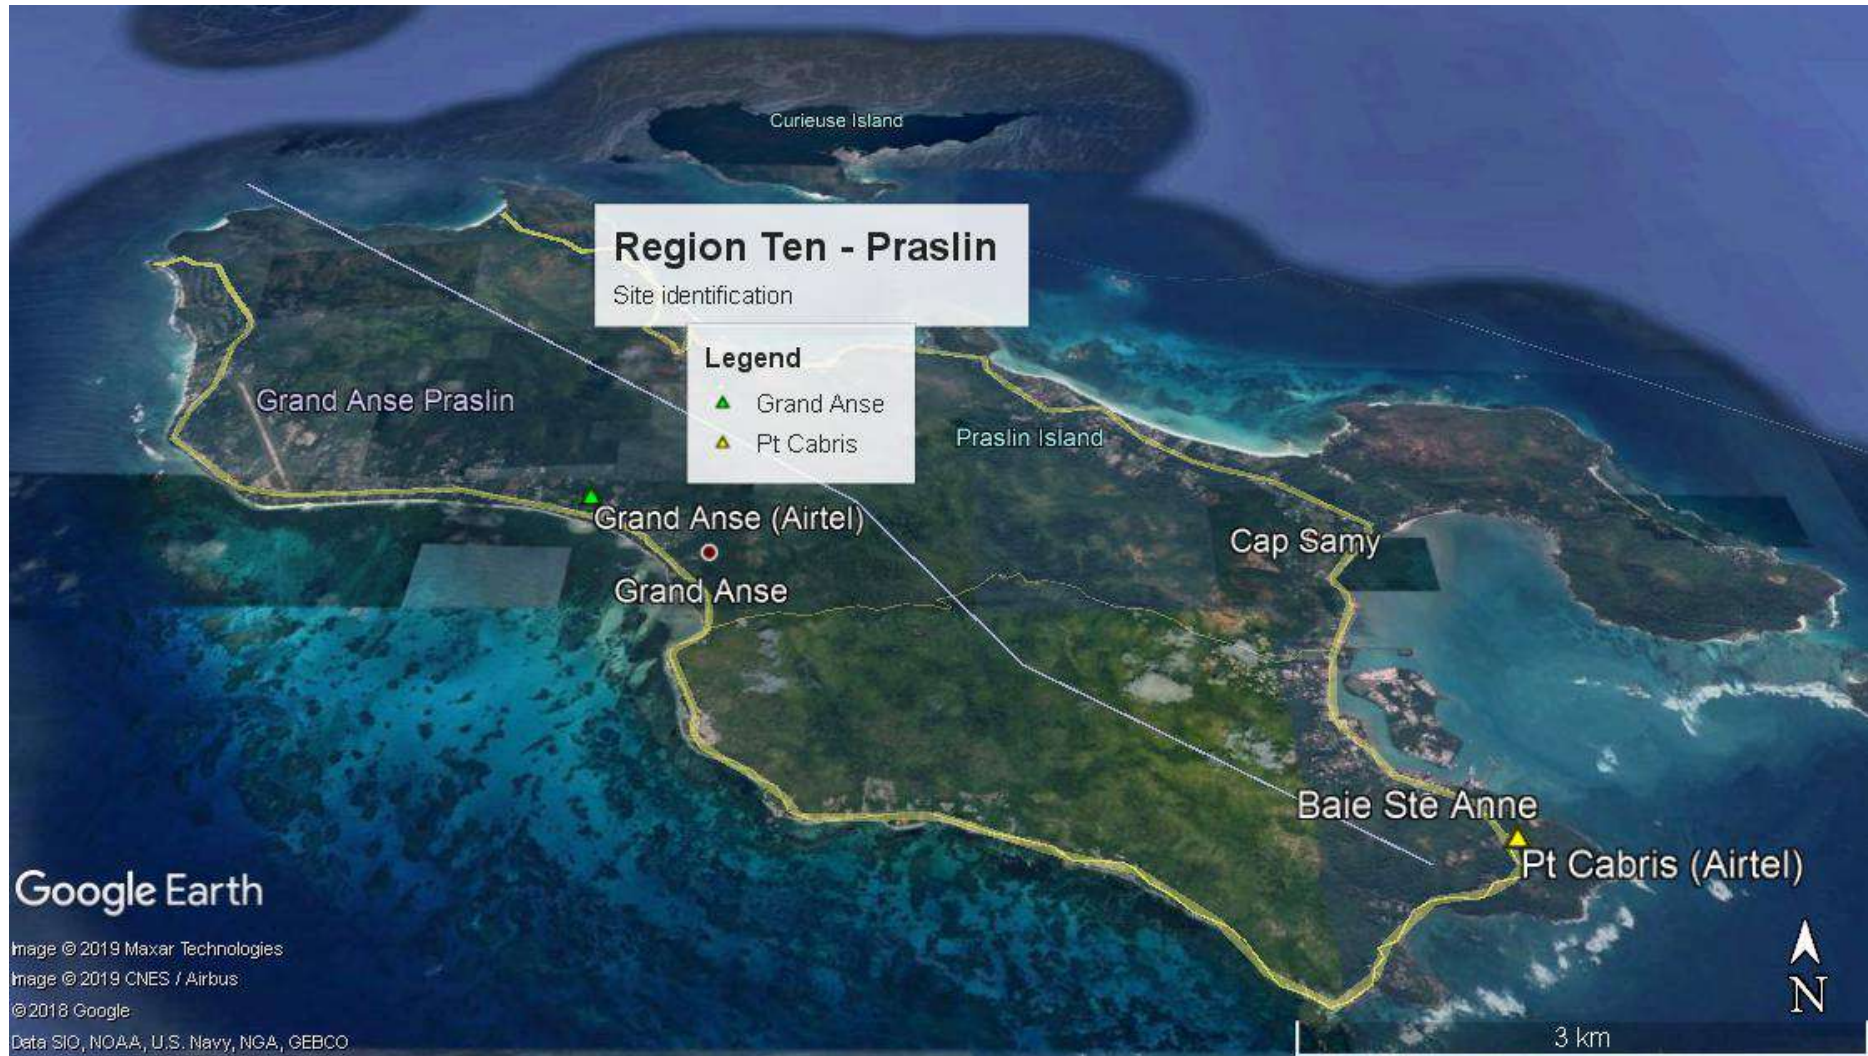 Curieuse Island
Region Ten - Praslin
Site identification
Legend
Grand Anse
Pt Cabris
Grand Anse Praslin
Praslin Island
Grand Anse (Airtel)
Cap Samy
Grand Anse
Baie Ste Anne
Pt Cabris (Airtel)
Google Earth
Image © 2019 Maxar Technologies
Image © 2019 CNES / Airbus
© 2018 Google
Data SIO, NOAA, U.S. Navy, NGA, GEBCO
N
3 km